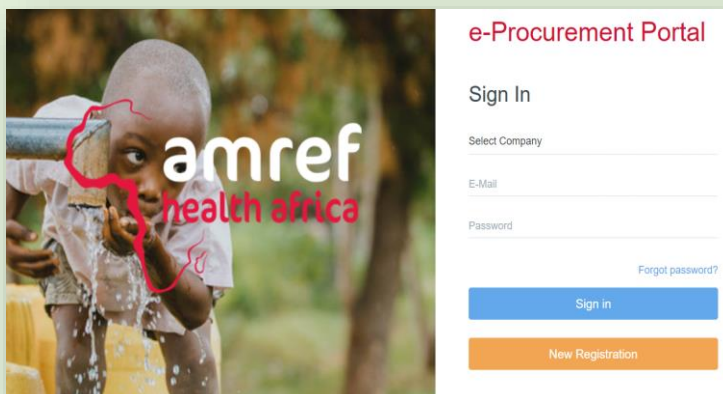 amref
health africa
e-Procurement Portal
Sign In
Select Company
E-Mail
Password
Forgot password?
Sign in
New Registration